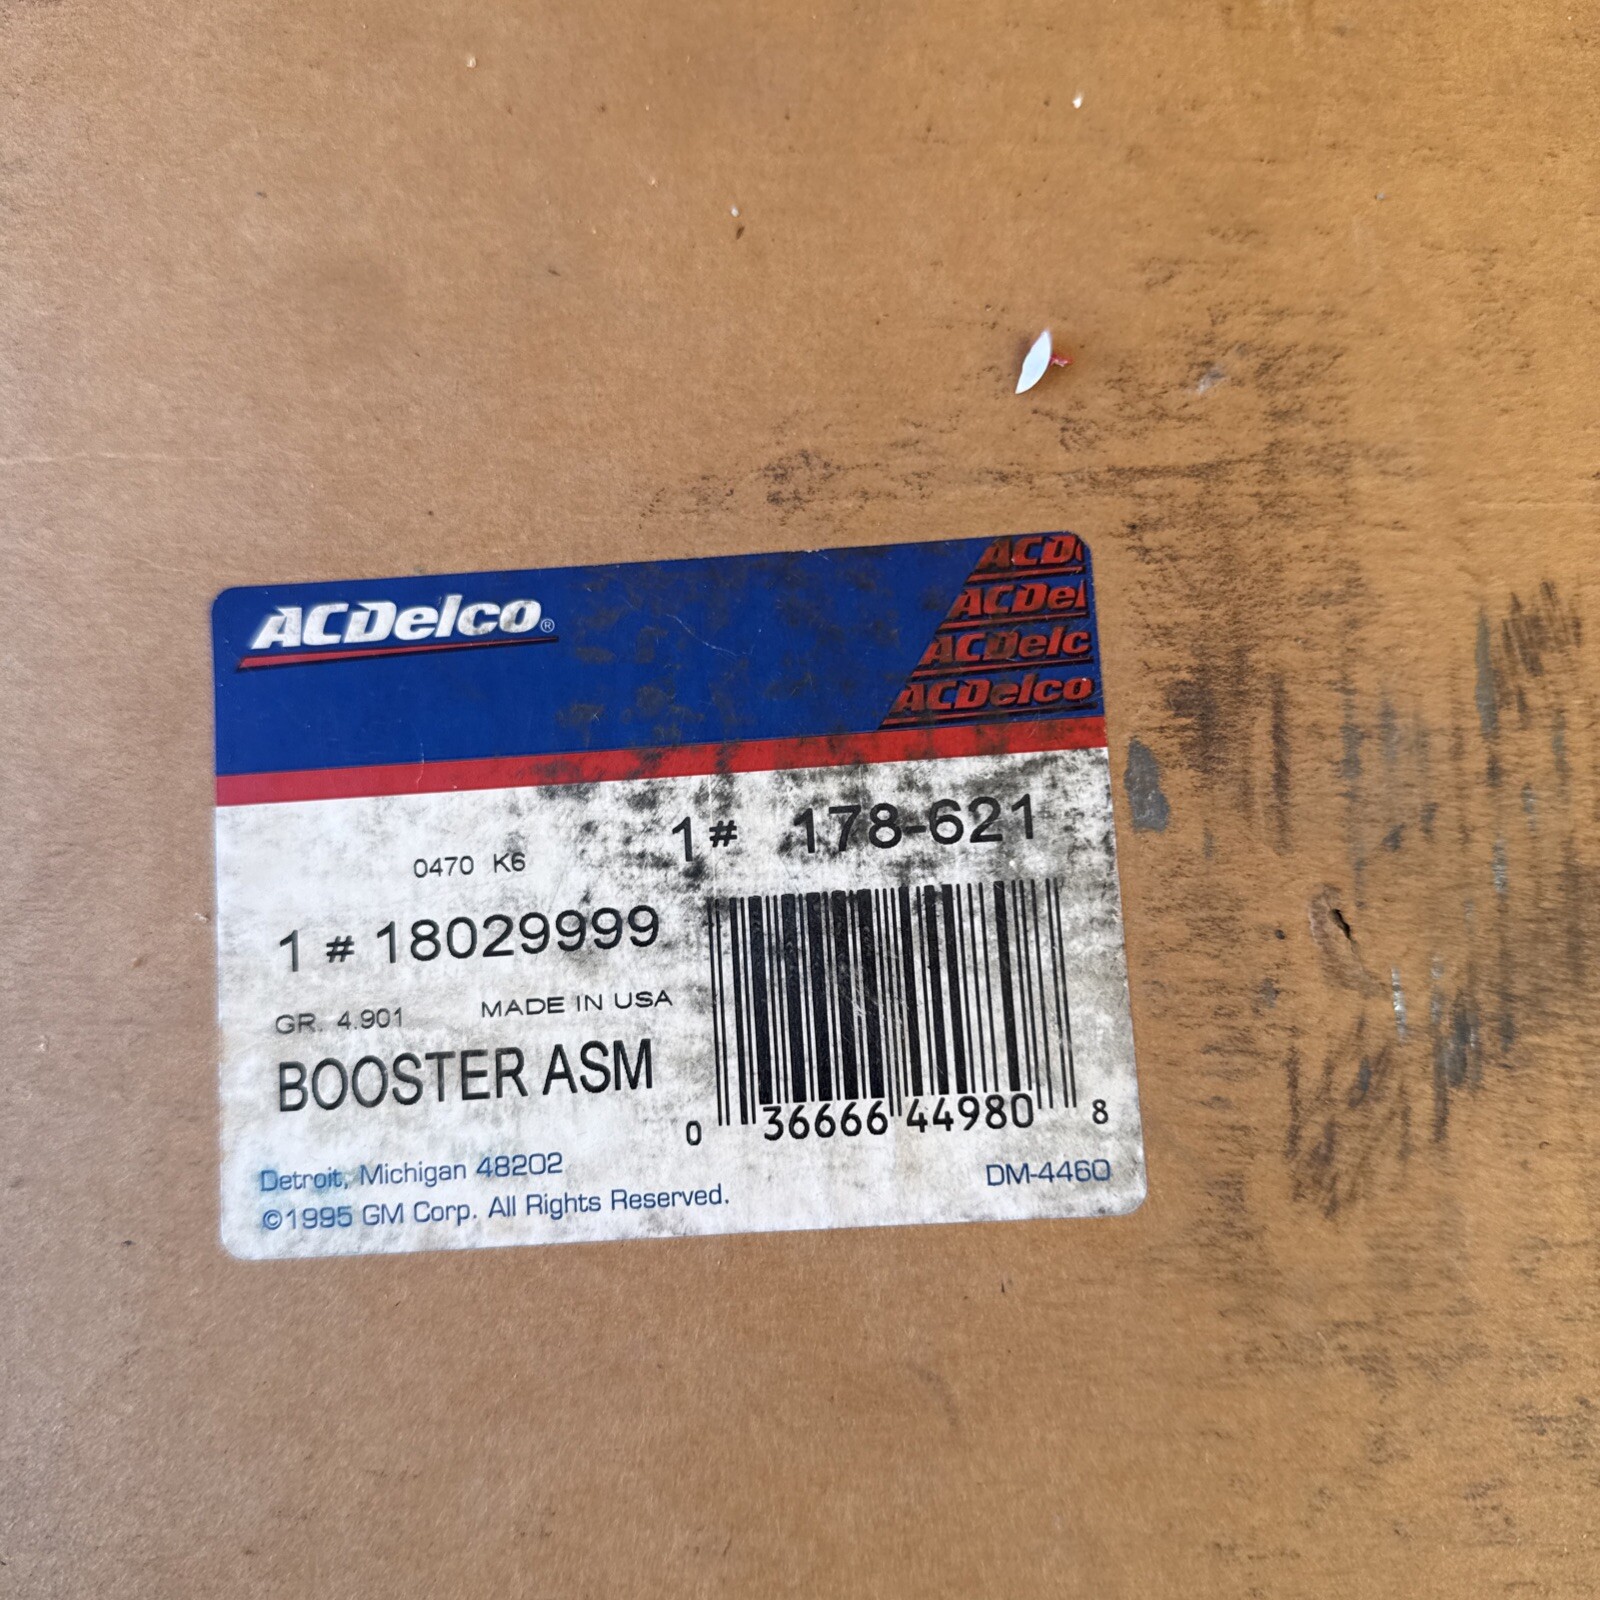 ACDelco®
ACD
ACDel
ACDelc
ACDelco
1# 178-621
0470 K6
1 # 18029999
GR. 4.901 MADE IN USA
BOOSTER ASM
0 36666 44980 8
Detroit, Michigan 48202
DM-4460
©1995 GM Corp. All Rights Reserved.